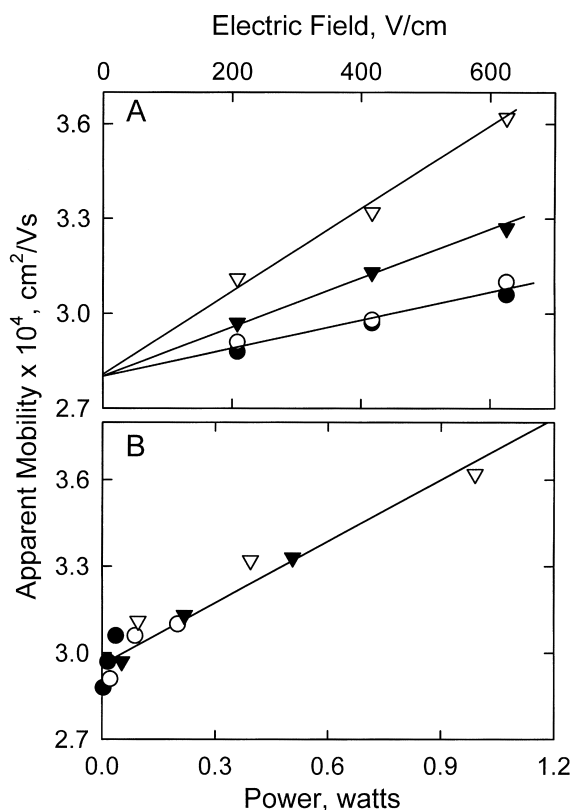 Electric Field, V/cm
0 200 400 600
A
3.6
3.3
3.0
2.7
Apparent Mobility x 10⁴, cm²/Vs
B
3.6
3.3
3.0
2.7
0.0 0.3 0.6 0.9 1.2
Power, watts